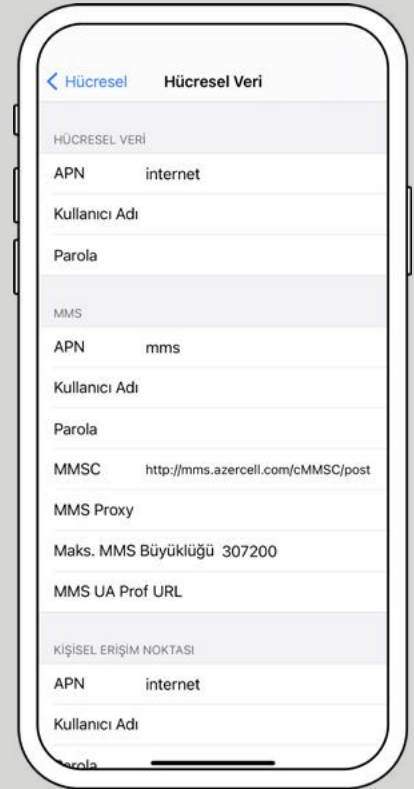 Hücresel Hücresel Veri
HÜCRESEL VERİ
APN internet
Kullanıcı Adı
Parola
MMS
APN mms
Kullanıcı Adı
Parola
MMSC http://mms.azercell.com/cMMSC/post
MMS Proxy
Maks. MMS Büyüklüğü 307200
MMS UA Prof URL
KİŞİSEL ERİŞİM NOKTASI
APN internet
Kullanıcı Adı
Parola